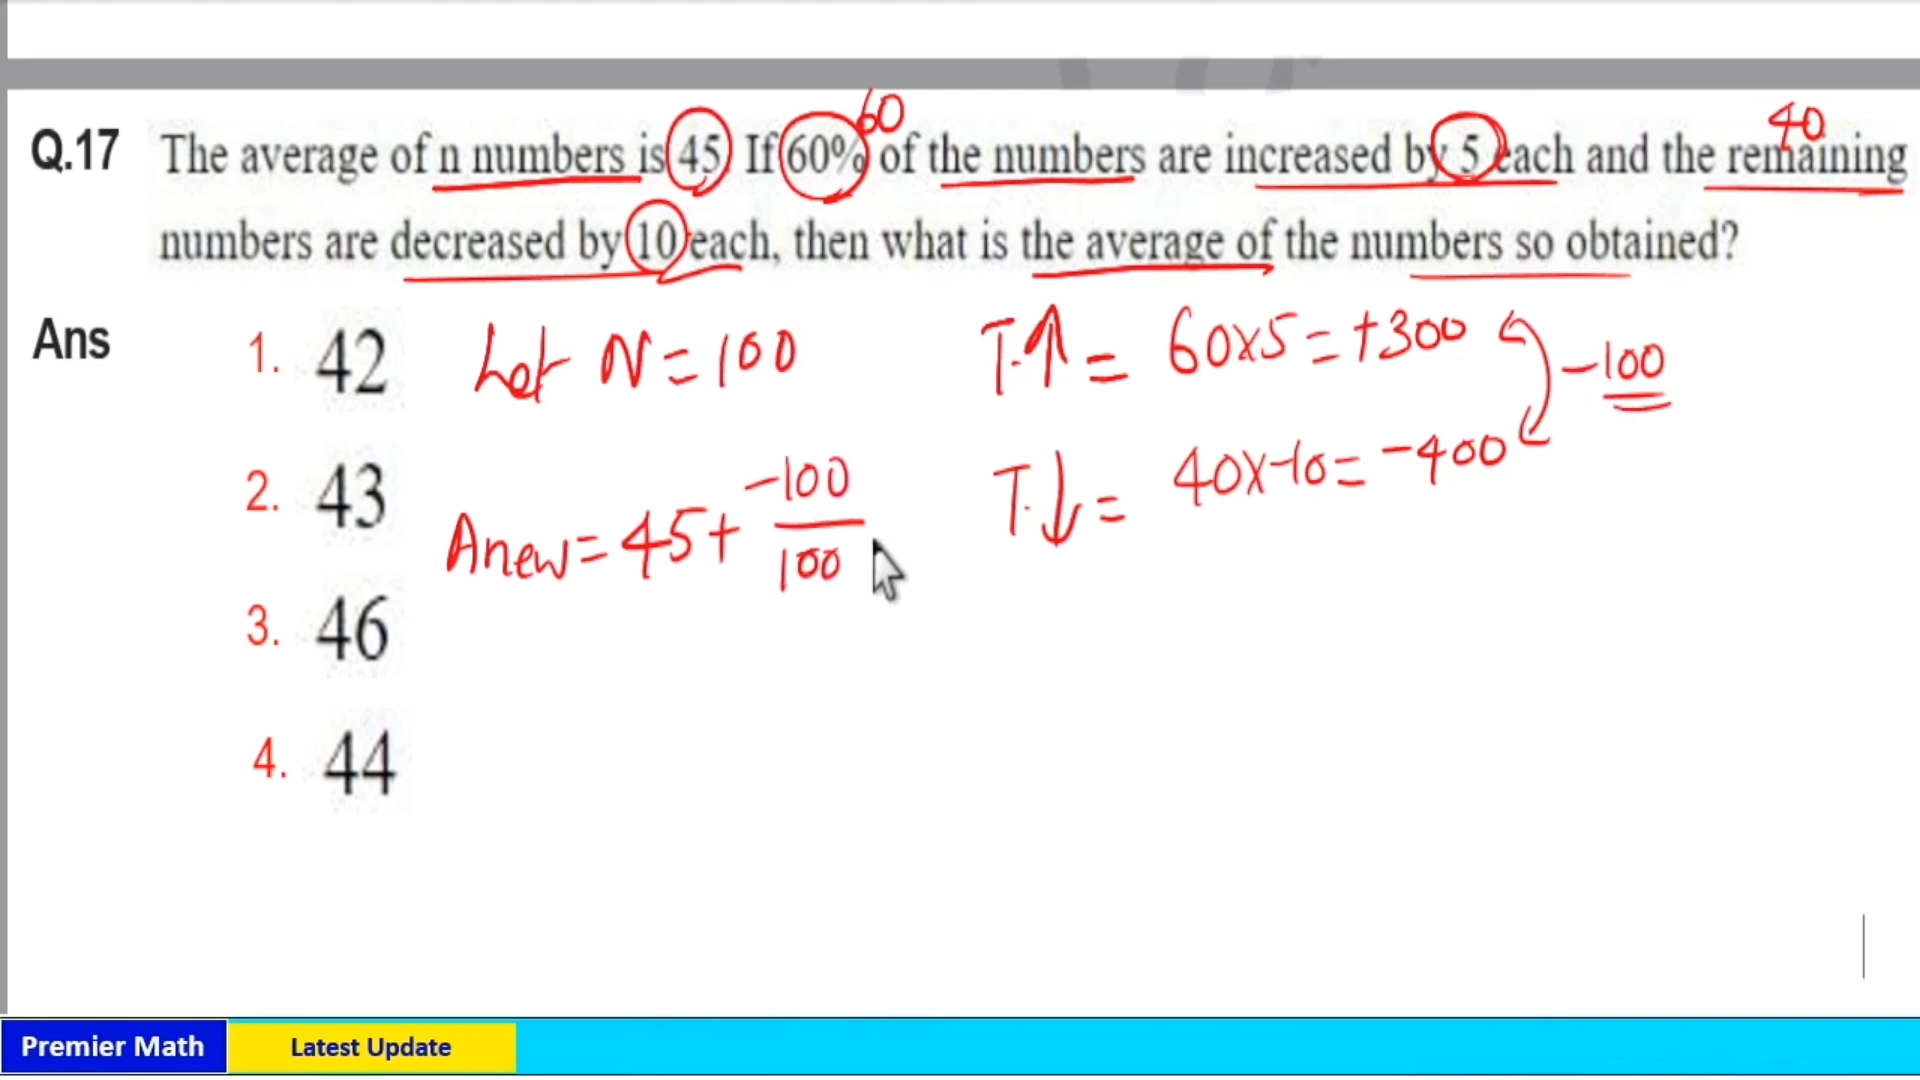 60
40
Q.17 The average of n numbers is 45. If 60% of the numbers are increased by 5 each and the remaining
numbers are decreased by 10 each, then what is the average of the numbers so obtained?
Ans
1. 42
Let N = 100
T.↑ = 60x5 = +300
-100
2. 43
T.↓ = 40x-10 = -400
Anew = 45 + -100
100
3. 46
4. 44
Premier Math
Latest Update